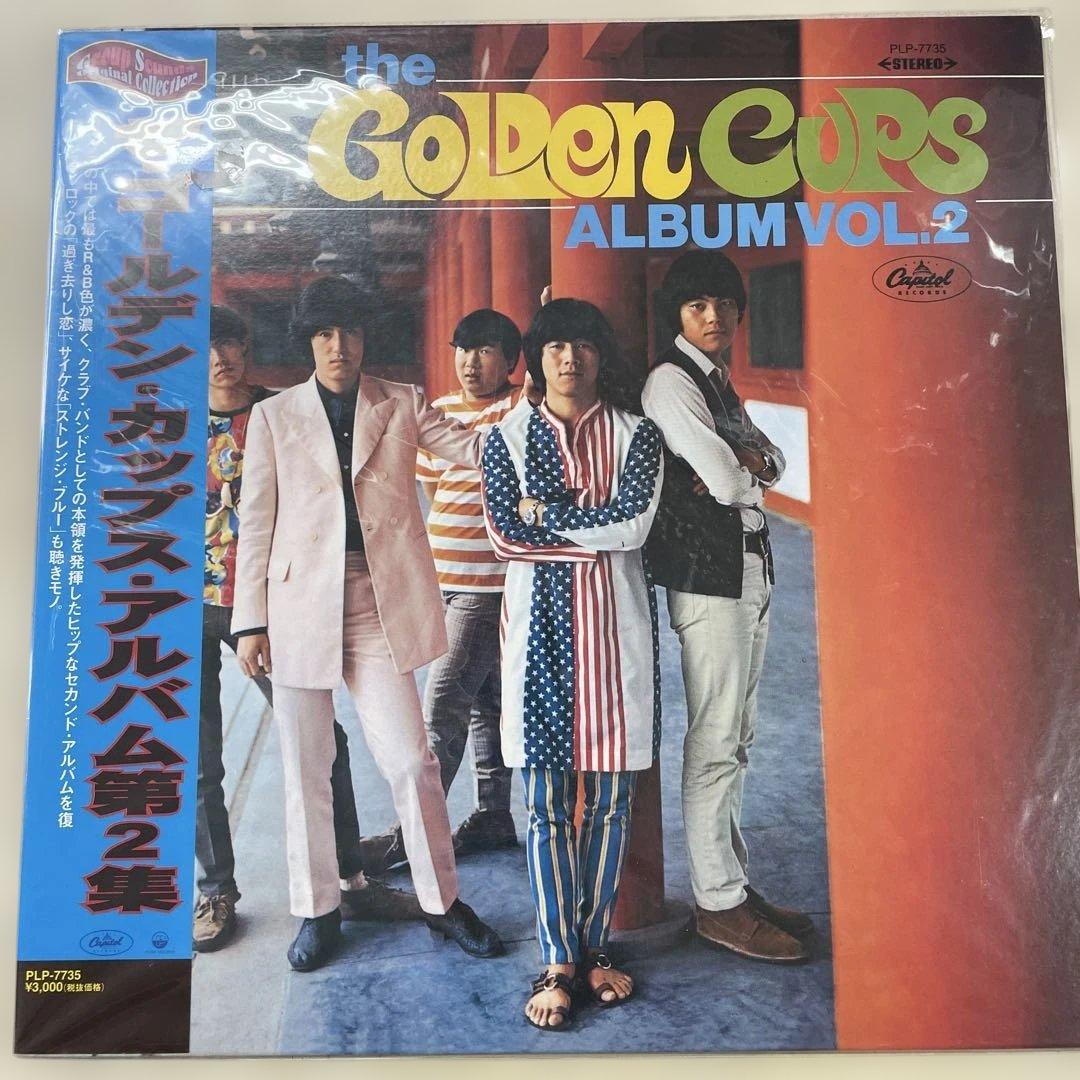 Group Sounds
Original Collection
the
GOLDEN CUPS
ALBUM VOL.2
PLP-7735
STEREO
Capitol
RECORDS
ゴールデン・カップス・アルバム第2集
の中では最もR&B色が濃く、クラブ・バンドとしての本領を発揮したヒップなセカンド・アルバムを復
ロックの「過ぎ去りし恋」、サイケな「ストレンジ・ブルー」も聴きモノ。
Capitol
PLP-7735
¥3,000(税抜価格)